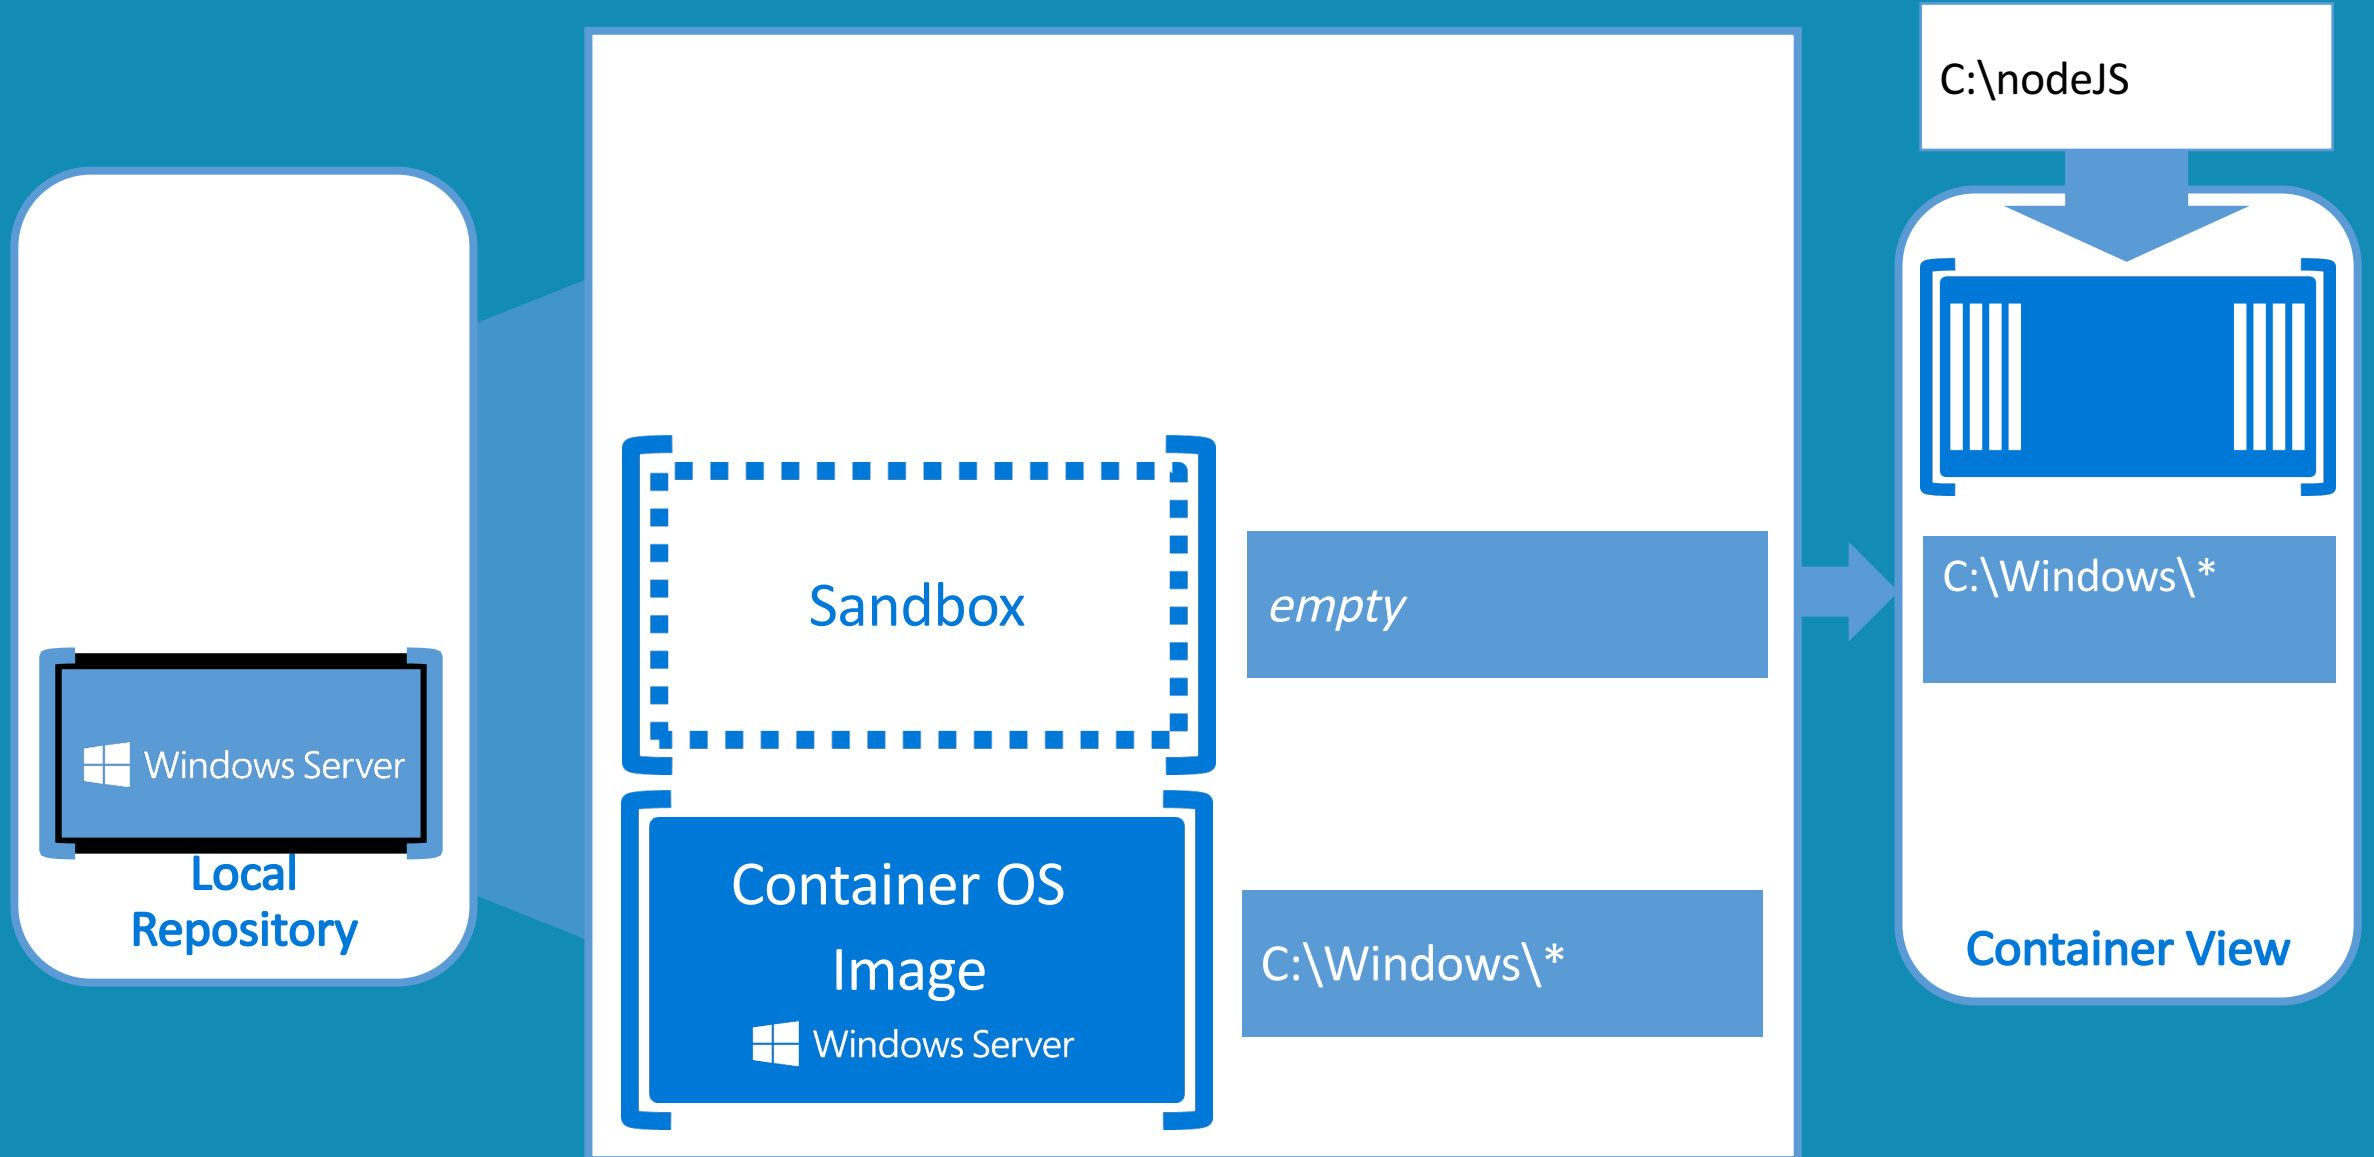 C:\nodeJS
Windows Server
Local
Repository
Sandbox
empty
Container OS
Image
Windows Server
C:\Windows\*
C:\Windows\*
Container View